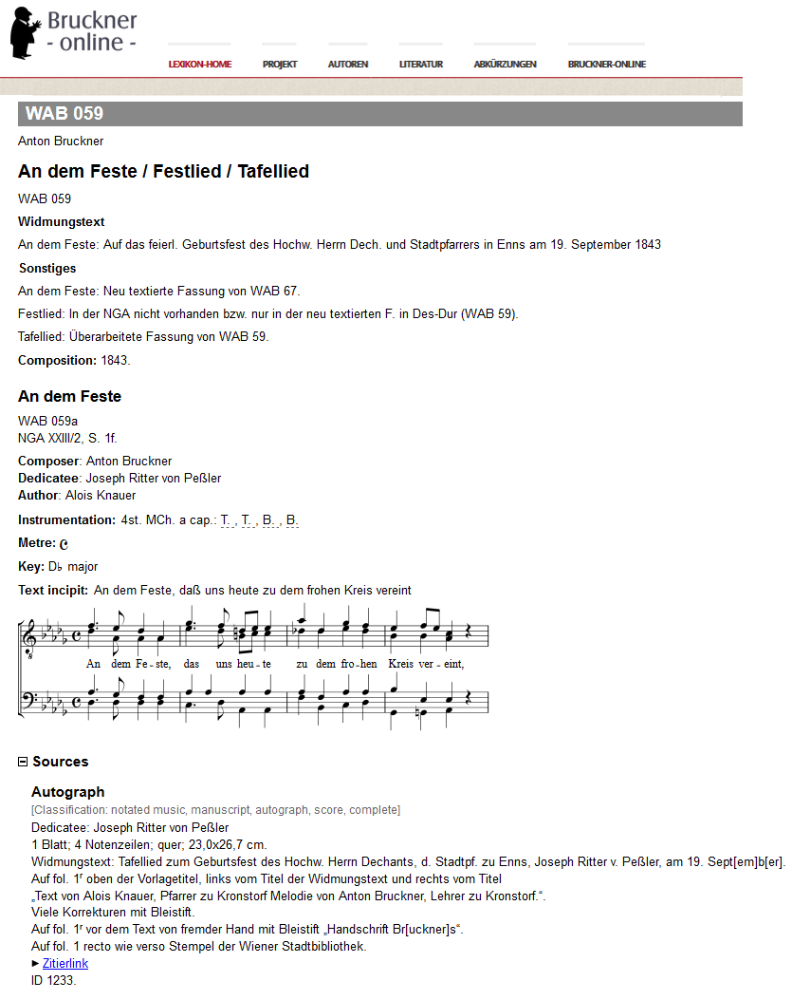 Bruckner
- online -
LEXIKON-HOME PROJEKT AUTOREN LITERATUR ABKÜRZUNGEN BRUCKNER-ONLINE
WAB 059
Anton Bruckner
An dem Feste / Festlied / Tafellied
WAB 059
Widmungstext
An dem Feste: Auf das feierl. Geburtsfest des Hochw. Herrn Dech. und Stadtpfarrers in Enns am 19. September 1843
Sonstiges
An dem Feste: Neu textierte Fassung von WAB 67.
Festlied: In der NGA nicht vorhanden bzw. nur in der neu textierten F. in Des-Dur (WAB 59).
Tafellied: Überarbeitete Fassung von WAB 59.
Composition: 1843.
An dem Feste
WAB 059a
NGA XXIII/2, S. 1f.
Composer: Anton Bruckner
Dedicatee: Joseph Ritter von Peßler
Author: Alois Knauer
Instrumentation: 4st. MCh. a cap.: T. , T. , B. , B.
Metre: 𝄴
Key: D♭ major
Text incipit: An dem Feste, daß uns heute zu dem frohen Kreis vereint
An dem Fe-ste, das uns heu-te zu dem fro-hen Kreis ver-eint,
Sources
Autograph
[Classification: notated music, manuscript, autograph, score, complete]
Dedicatee: Joseph Ritter von Peßler
1 Blatt; 4 Notenzeilen; quer; 23,0x26,7 cm.
Widmungstext: Tafellied zum Geburtsfest des Hochw. Herrn Dechants, d. Stadtpf. zu Enns, Joseph Ritter v. Peßler, am 19. Sept[em]b[er].
Auf fol. 1r oben der Vorlagetitel, links vom Titel der Widmungstext und rechts vom Titel
„Text von Alois Knauer, Pfarrer zu Kronstorf Melodie von Anton Bruckner, Lehrer zu Kronstorf.“.
Viele Korrekturen mit Bleistift.
Auf fol. 1r vor dem Text von fremder Hand mit Bleistift „Handschrift Br[uckner]s“.
Auf fol. 1 recto wie verso Stempel der Wiener Stadtbibliothek.
► Zitierlink
ID 1233.